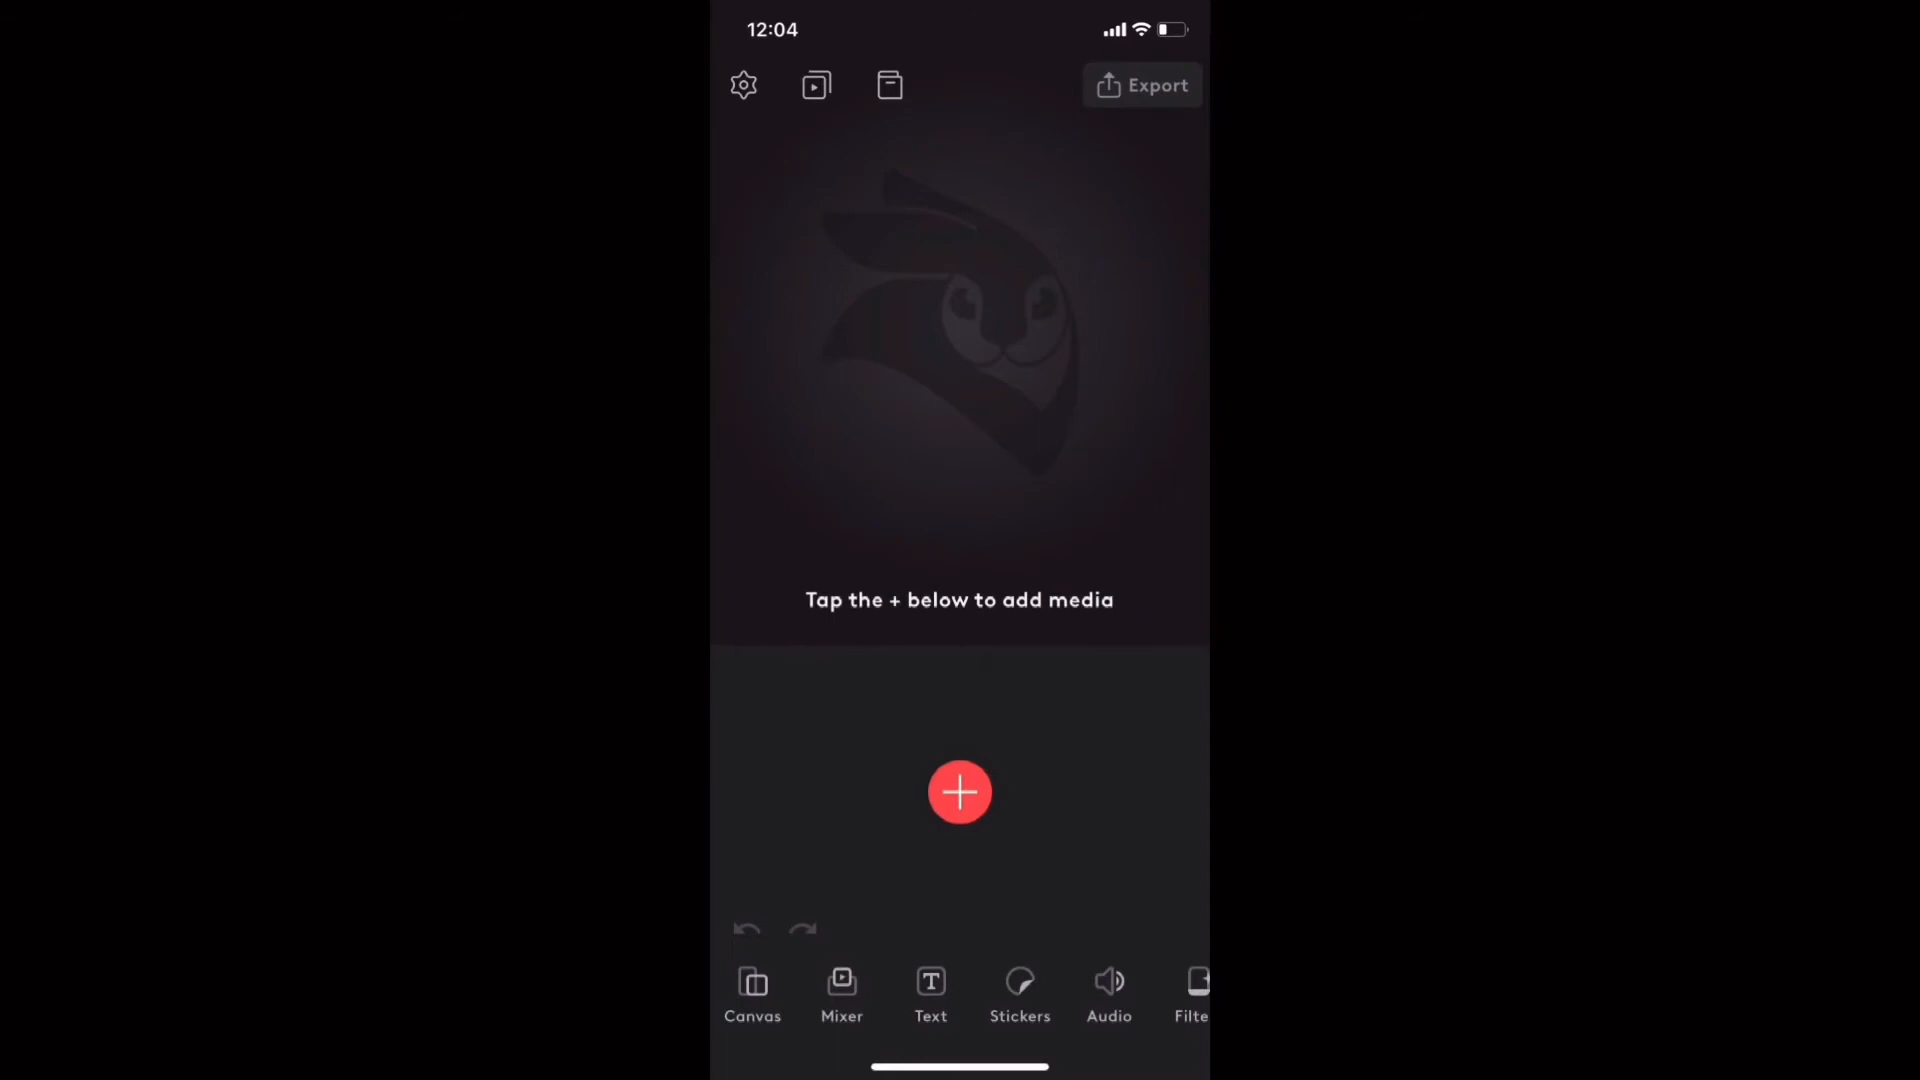 12:04
Export
Tap the + below to add media
Canvas
Mixer
Text
Stickers
Audio
Filte